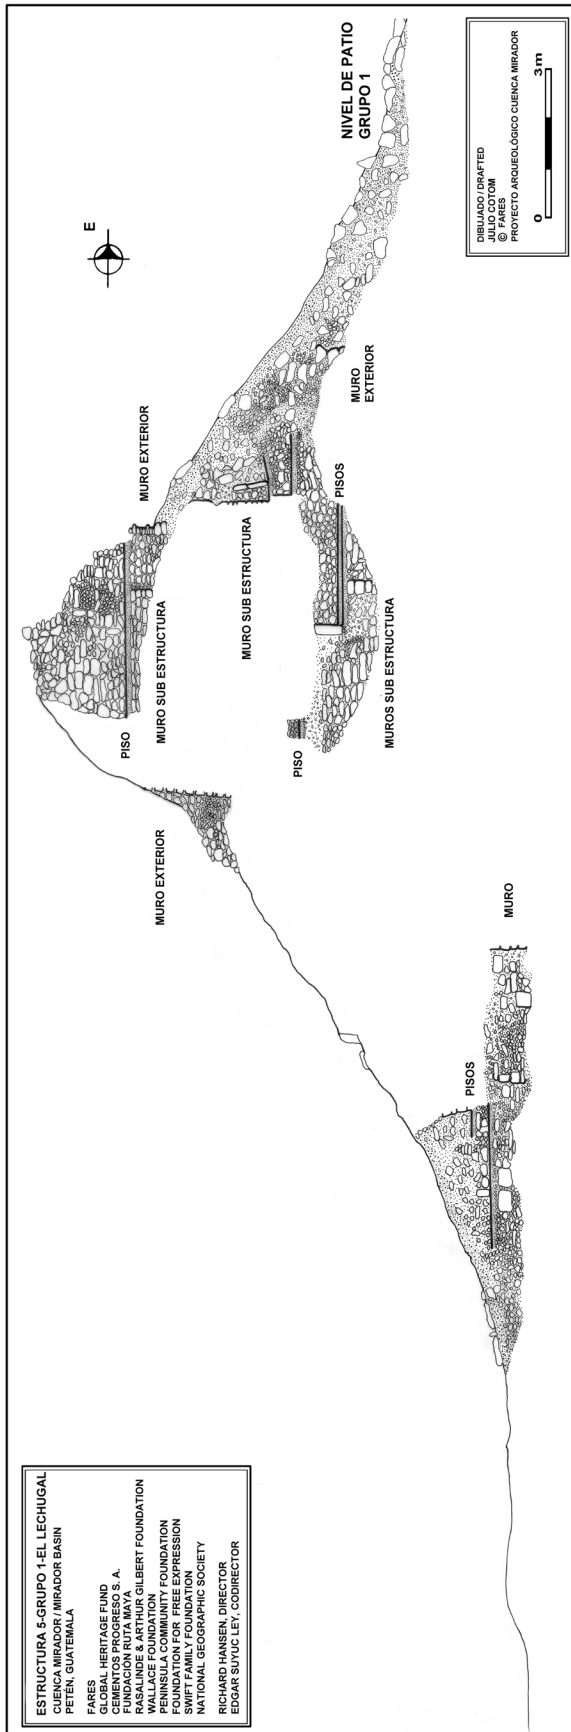 ESTRUCTURA 5-GRUPO 1-EL LECHUGAL
CUENCA MIRADOR / MIRADOR BASIN
PETÉN, GUATEMALA
FARES
GLOBAL HERITAGE FUND
CEMENTOS PROGRESO S. A.
FUNDACIÓN RUTA MAYA
RASALINDE & ARTHUR GILBERT FOUNDATION
WALLACE FOUNDATION
PENINSULA COMMUNITY FOUNDATION
FOUNDATION FOR FREE EXPRESSION
SWIFT FAMILY FOUNDATION
NATIONAL GEOGRAPHIC SOCIETY
RICHARD HANSEN, DIRECTOR
EDGAR SUYUC LEY, CODIRECTOR
MURO EXTERIOR
PISO
MURO SUB ESTRUCTURA
MURO EXTERIOR
E
MURO SUB ESTRUCTURA
PISO
PISOS
MUROS SUB ESTRUCTURA
MURO
EXTERIOR
NIVEL DE PATIO
GRUPO 1
PISOS
MURO
DIBUJADO / DRAFTED
JULIO COTOM
© FARES
PROYECTO ARQUEOLÓGICO CUENCA MIRADOR
0
3m